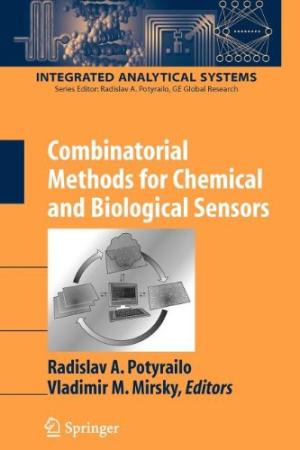 INTEGRATED ANALYTICAL SYSTEMS
Series Editor: Radislav A. Potyrailo, GE Global Research
Combinatorial
Methods for Chemical
and Biological Sensors
Radislav A. Potyrailo
Vladimir M. Mirsky, Editors
Springer